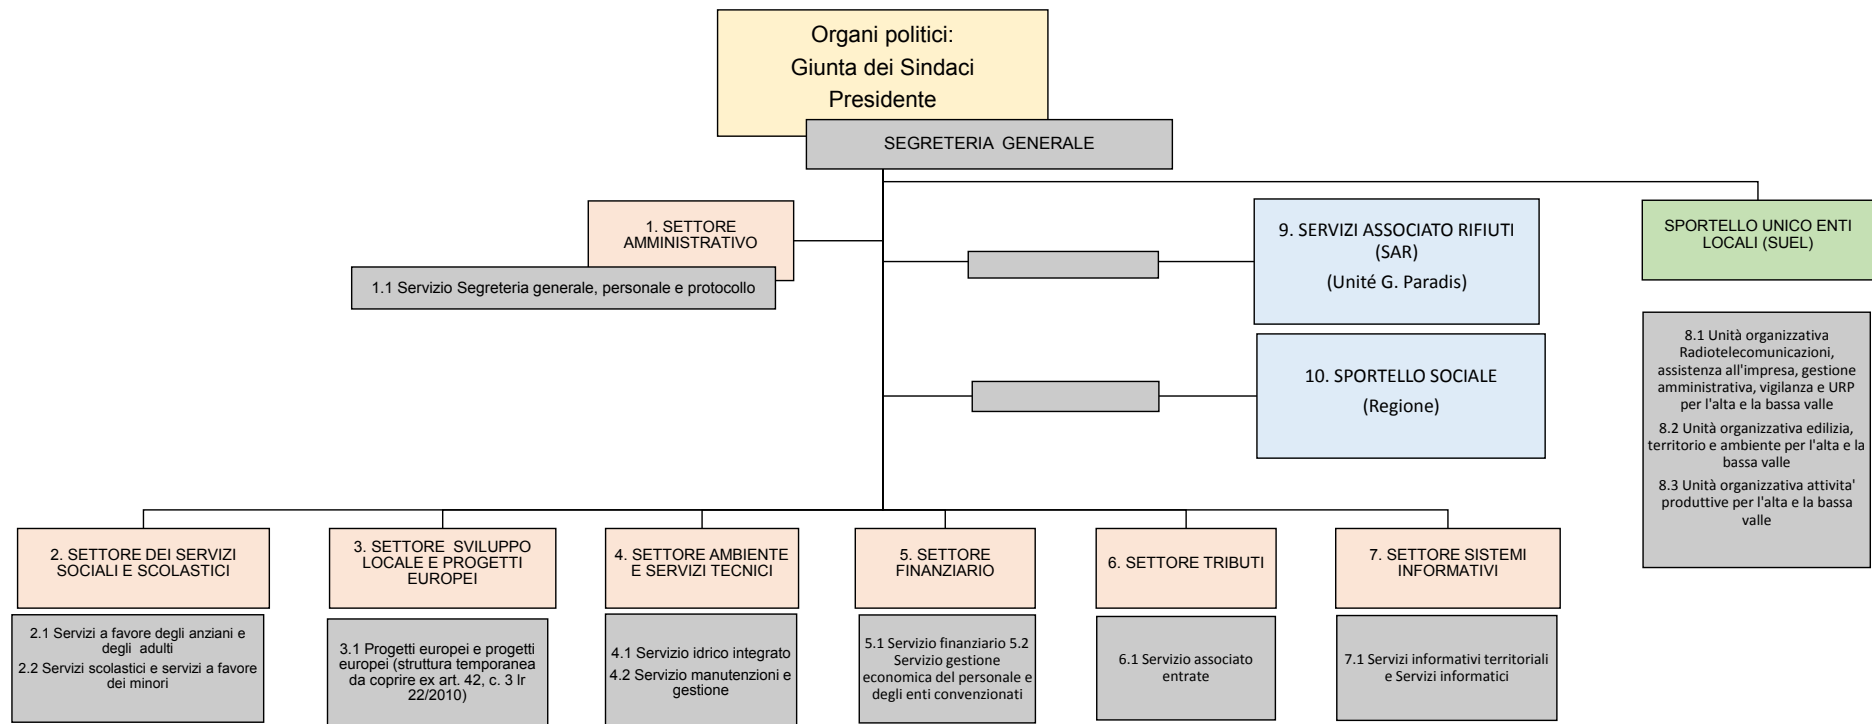 Organi politici:
Giunta dei Sindaci
Presidente
SEGRETERIA GENERALE
1. SETTORE
AMMINISTRATIVO
1.1 Servizio Segreteria generale, personale e protocollo
9. SERVIZI ASSOCIATO RIFIUTI
(SAR)
(Unité G. Paradis)
10. SPORTELLO SOCIALE
(Regione)
SPORTELLO UNICO ENTI
LOCALI (SUEL)
8.1 Unità organizzativa
Radiotelecomunicazioni,
assistenza all'impresa, gestione
amministrativa, vigilanza e URP
per l'alta e la bassa valle
8.2 Unità organizzativa edilizia,
territorio e ambiente per l'alta e la
bassa valle
8.3 Unità organizzativa attivita'
produttive per l'alta e la bassa
valle
2. SETTORE DEI SERVIZI
SOCIALI E SCOLASTICI
2.1 Servizi a favore degli anziani e
degli adulti
2.2 Servizi scolastici e servizi a favore
dei minori
3. SETTORE SVILUPPO
LOCALE E PROGETTI
EUROPEI
3.1 Progetti europei e progetti
europei (struttura temporanea
da coprire ex art. 42, c. 3 lr
22/2010)
4. SETTORE AMBIENTE
E SERVIZI TECNICI
4.1 Servizio idrico integrato
4.2 Servizio manutenzioni e
gestione
5. SETTORE
FINANZIARIO
5.1 Servizio finanziario 5.2
Servizio gestione
economica del personale e
degli enti convenzionati
6. SETTORE TRIBUTI
6.1 Servizio associato
entrate
7. SETTORE SISTEMI
INFORMATIVI
7.1 Servizi informativi territoriali
e Servizi informatici